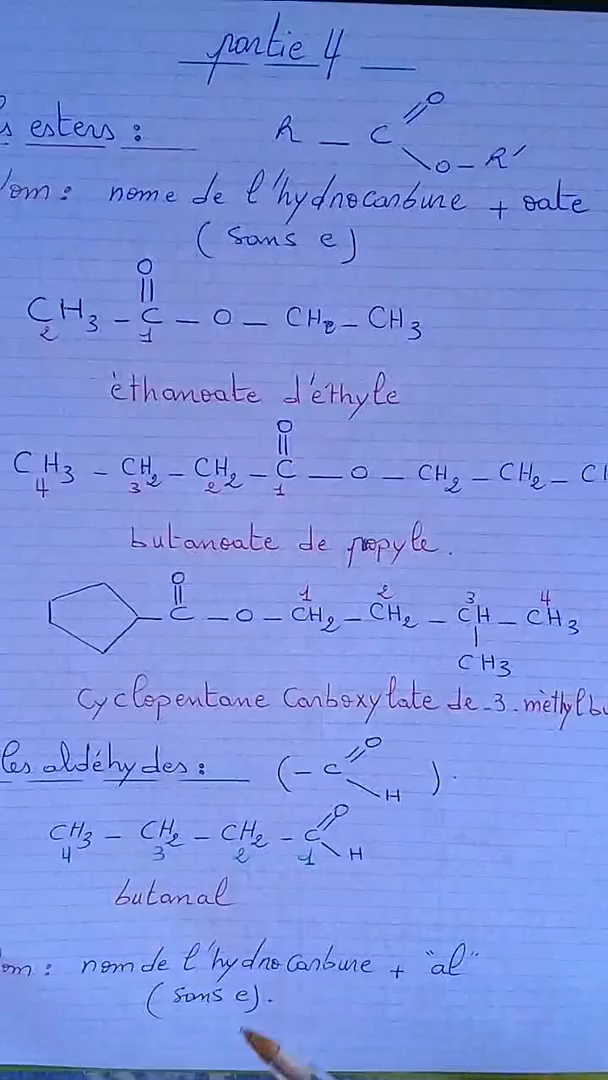 partie 4
esters :
R - C
O
O - R'
nome de l'hydrocarbure + oate
(sans e)
O
CH3 - C - O - CH2 - CH3
2 1
éthanoate d'éthyle
O
CH3 - CH2 - CH2 - C - O - CH2 - CH2 -
4 3 2 1
butanoate de propyle.
O 1 2 3 4
C - O - CH2 - CH2 - CH - CH3
CH3
Cyclopentane Carboxylate de-3-méthylbu
les aldéhydes : (- C O H ).
CH3 - CH2 - CH2 - C O H
4 3 2 1
butanal
nom de l'hydrocarbure + "al"
(sans e).